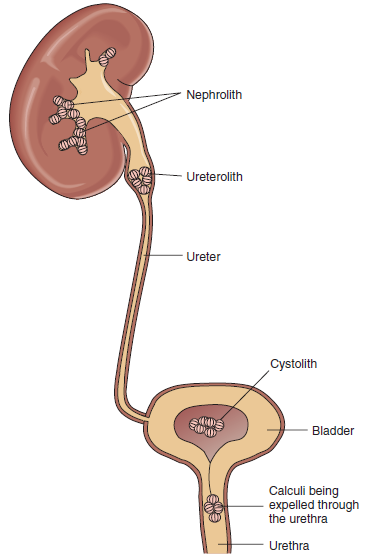 Nephrolith
Ureterolith
Ureter
Cystolith
Bladder
Calculi being
expelled through
the urethra
Urethra